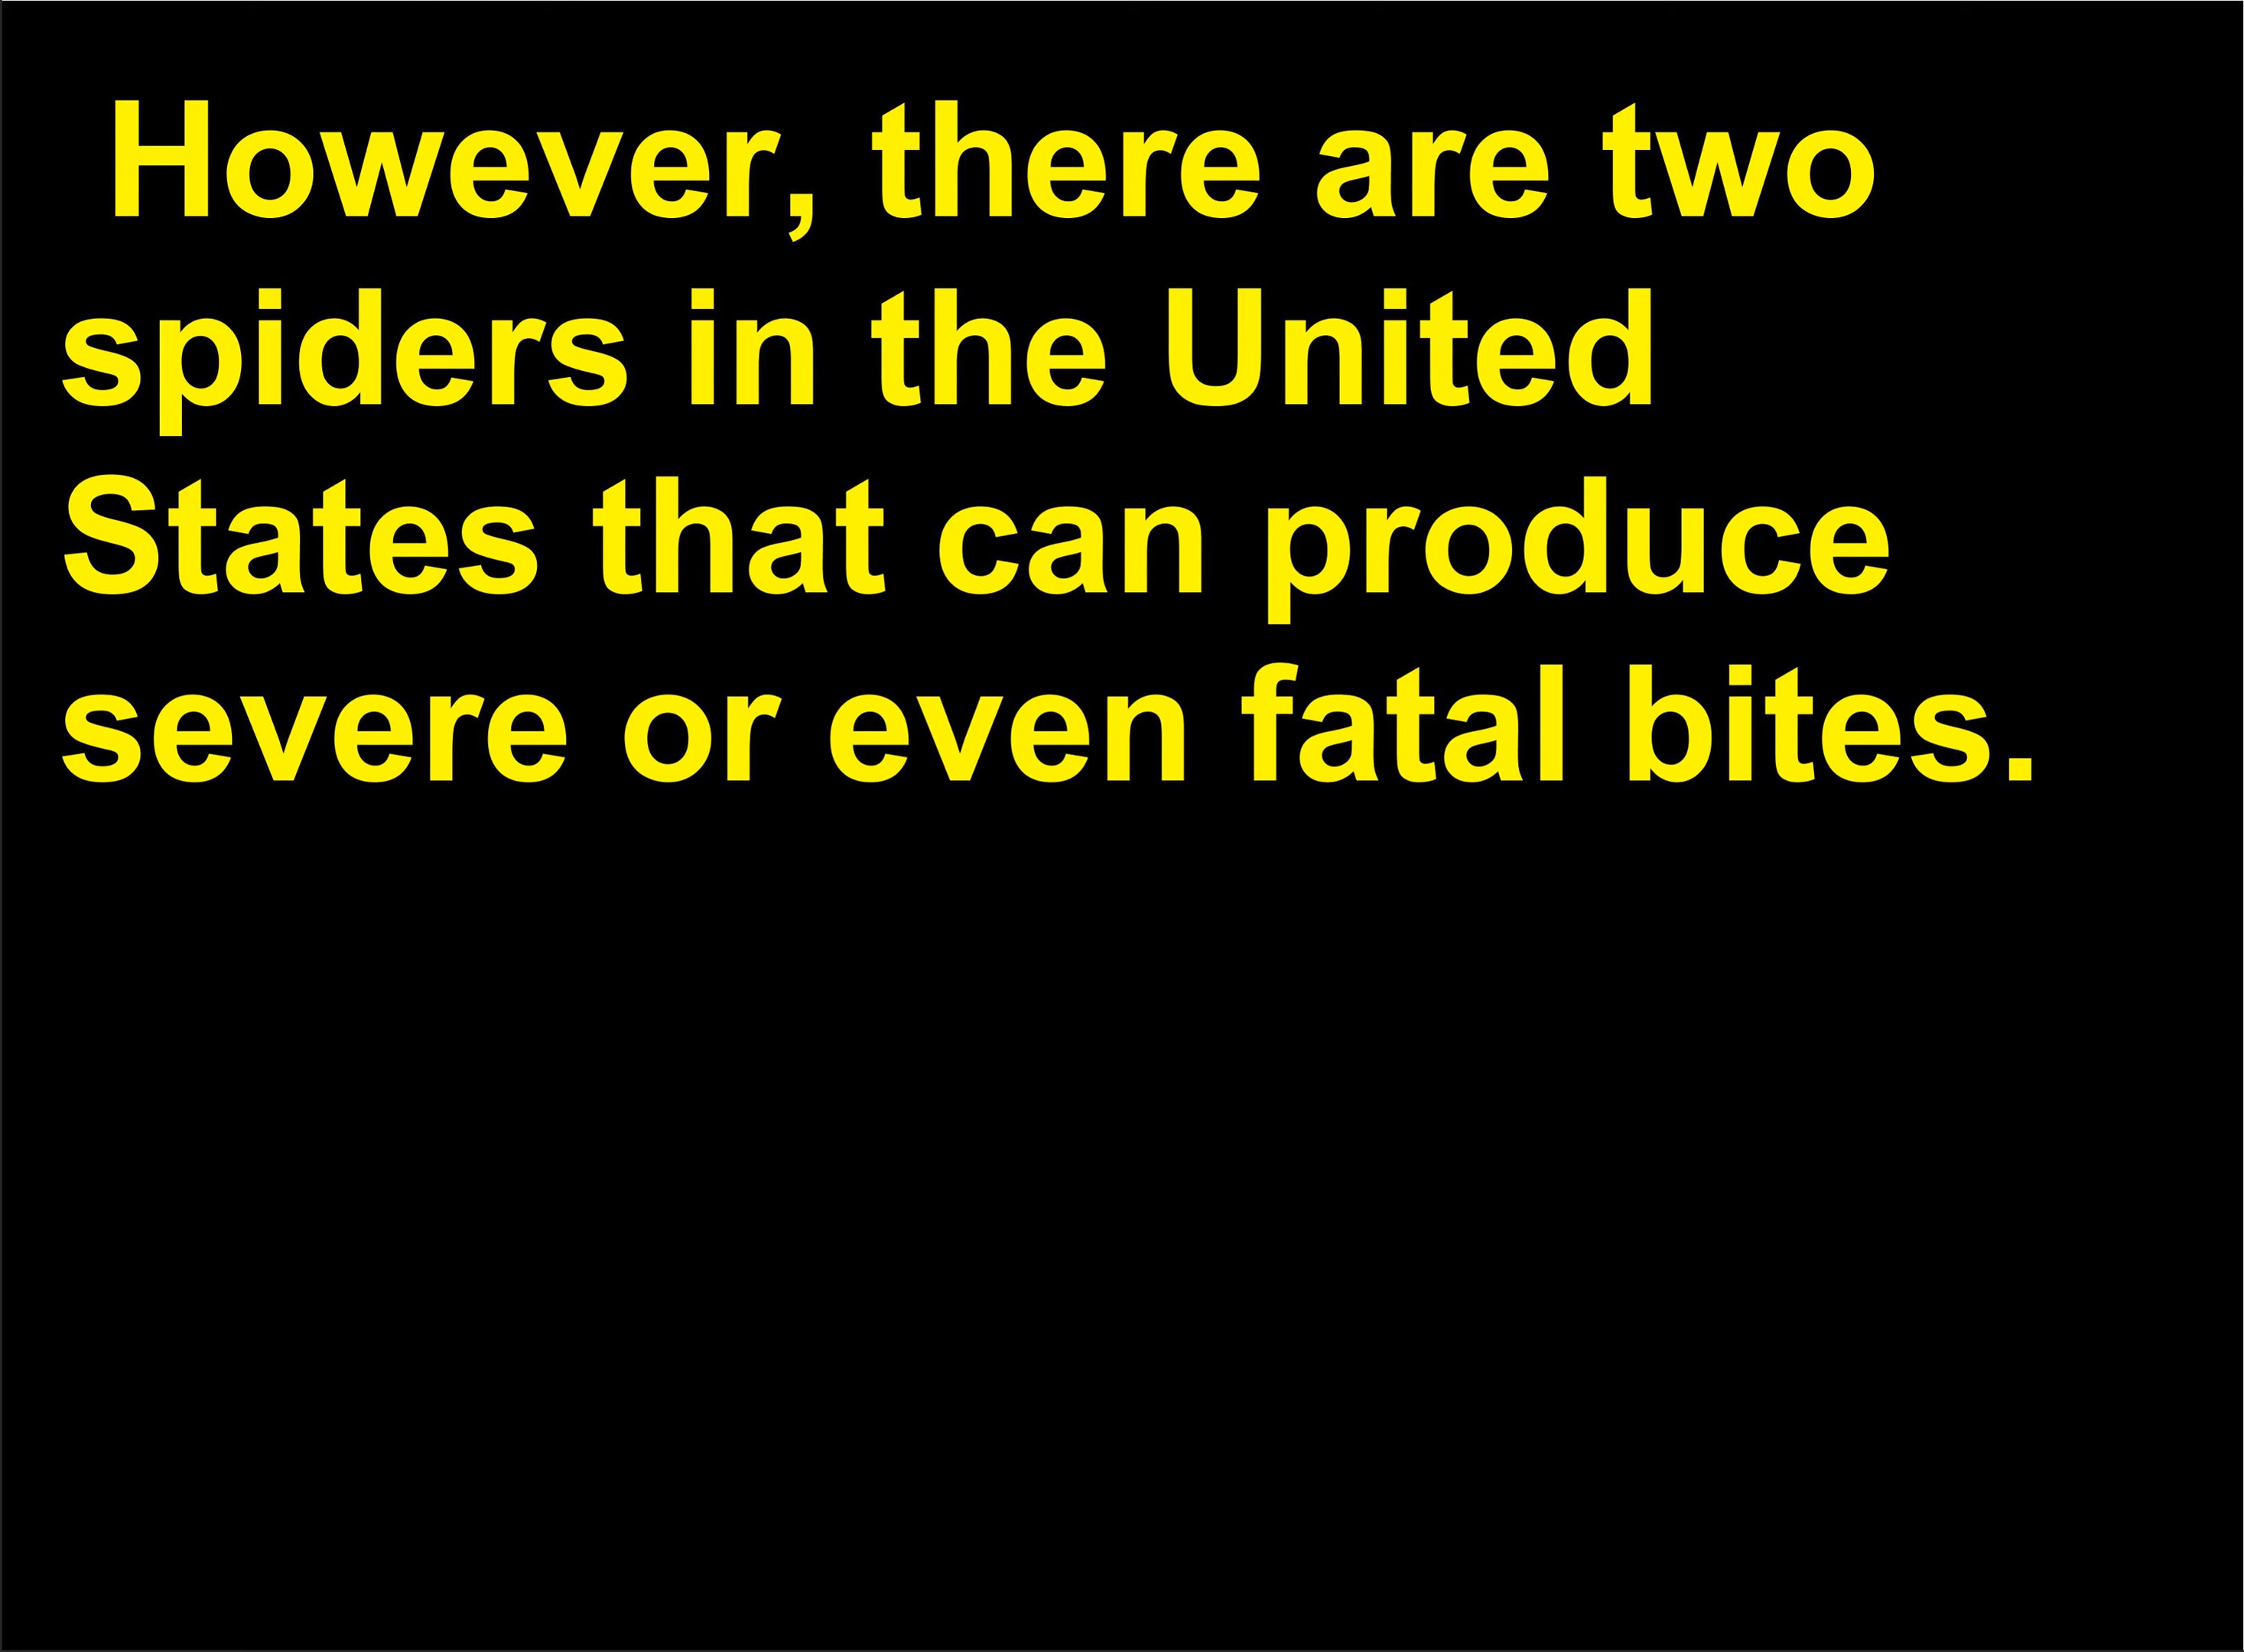 However, there are two
spiders in the United
States that can produce
severe or even fatal bites.